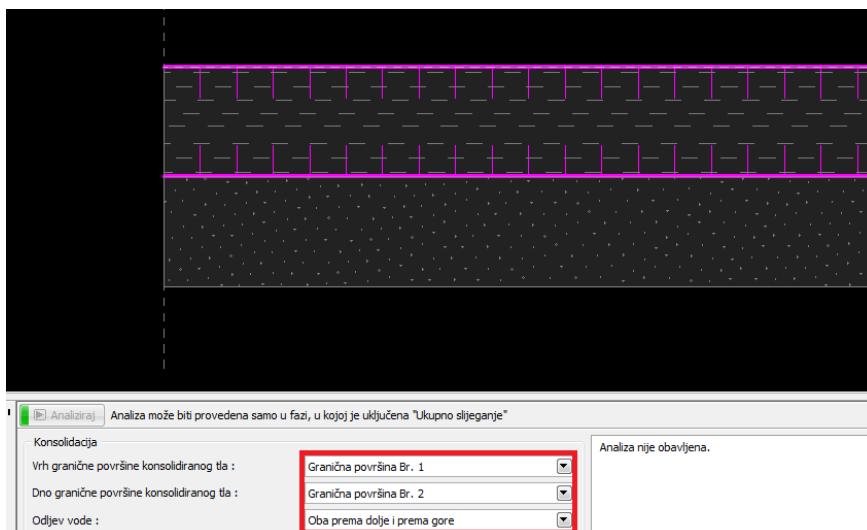 Analiziraj Analiza može biti provedena samo u fazi, u kojoj je uključena "Ukupno slijeganje"
Konsolidacija
Vrh granične površine konsolidiranog tla : Granična površina Br. 1
Dno granične površine konsolidiranog tla : Granična površina Br. 2
Odljev vode : Oba prema dolje i prema gore
Analiza nije obavljena.